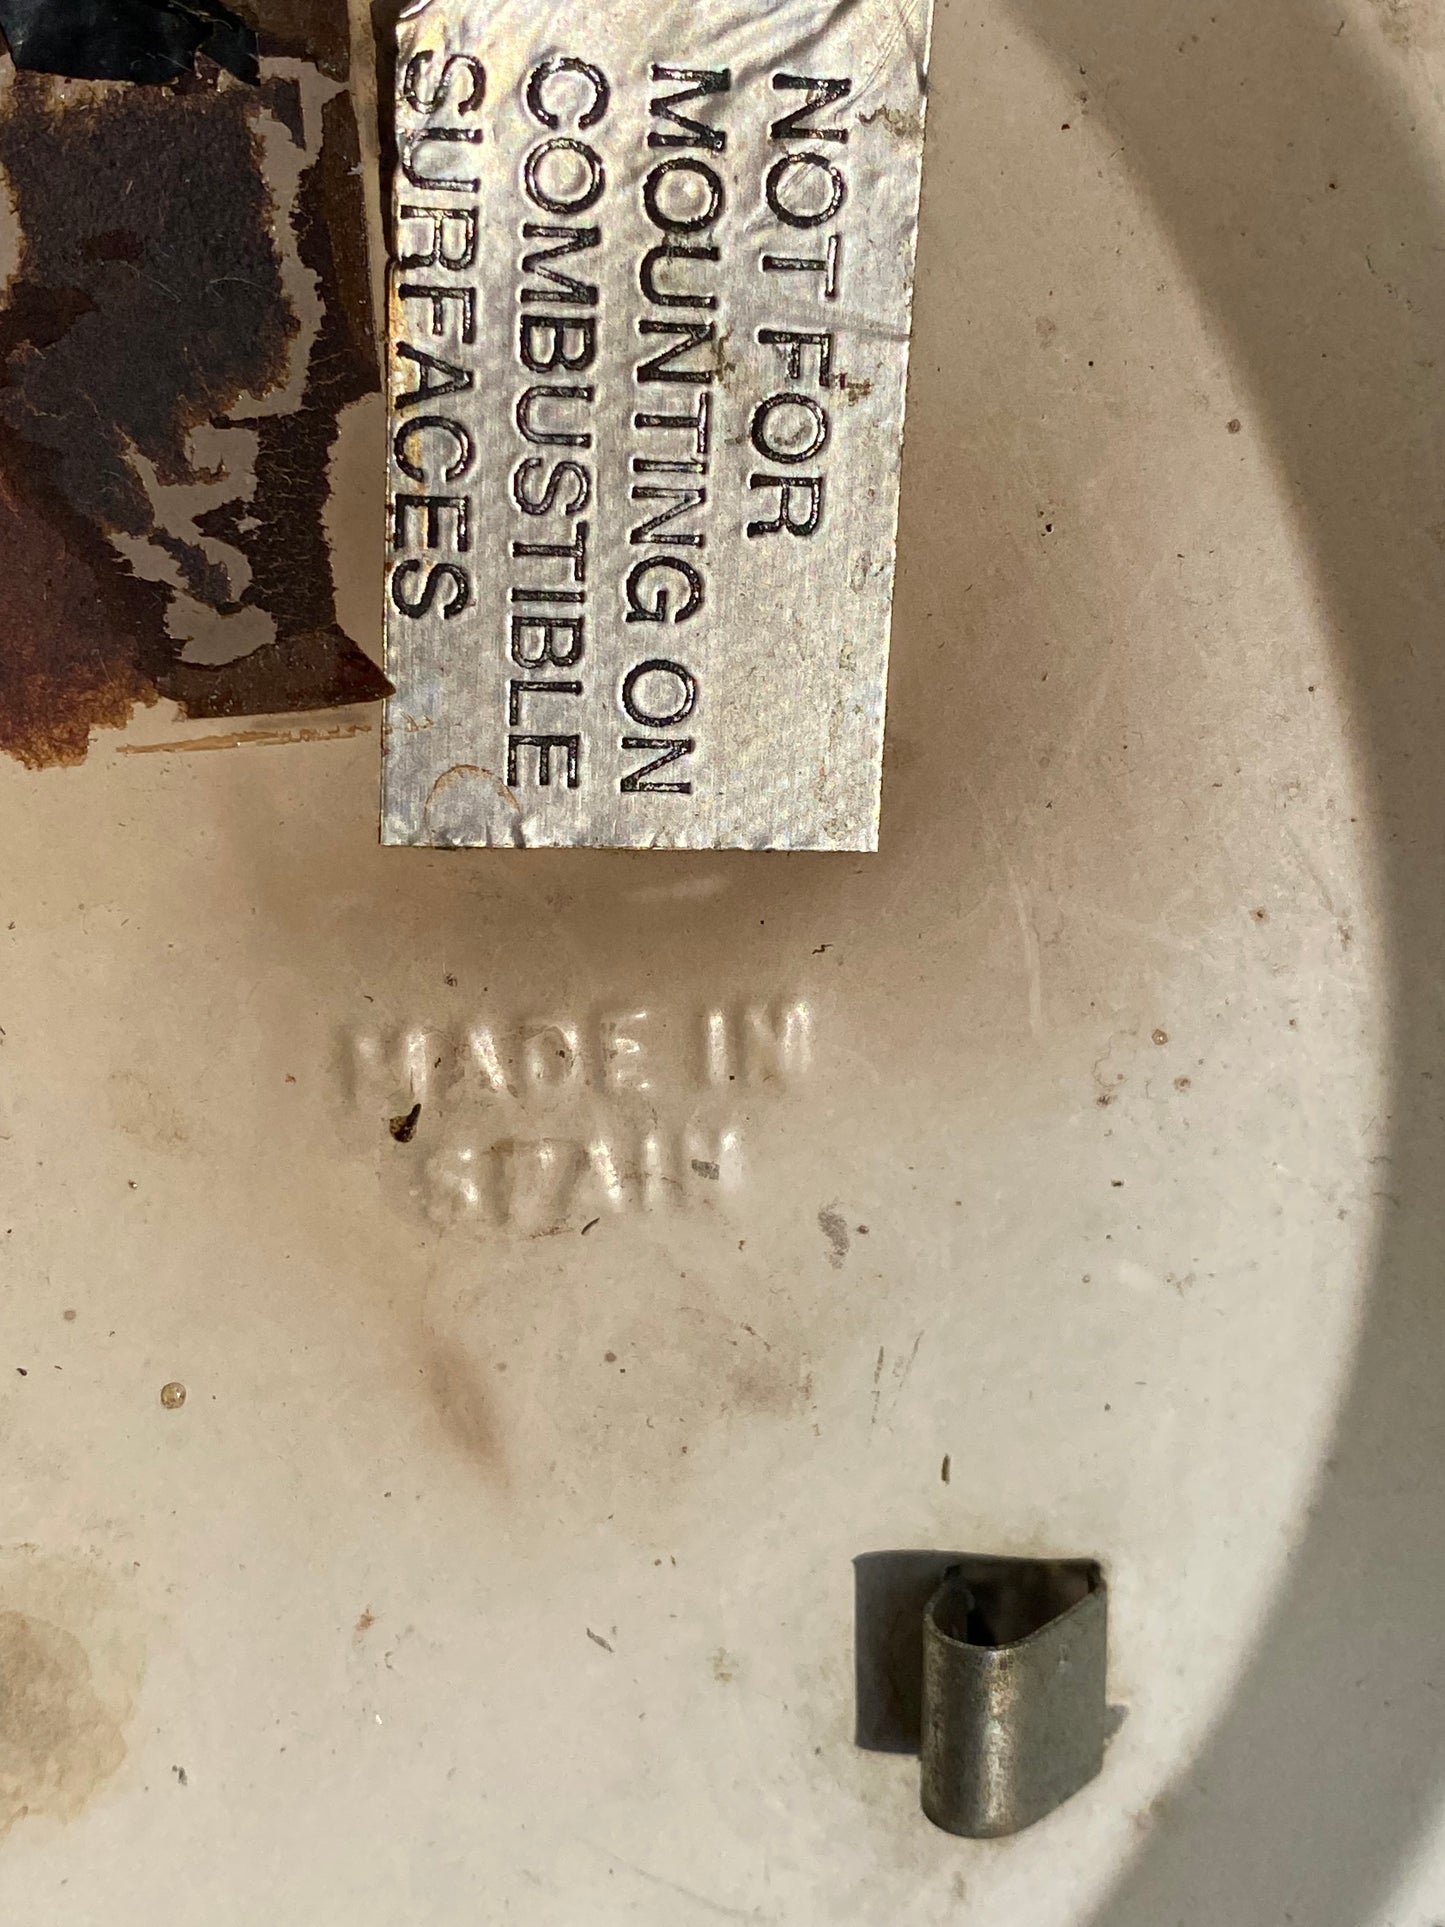 NOT FOR
MOUNTING ON
COMBUSTIBLE
SURFACES
MADE IN
SPAIN